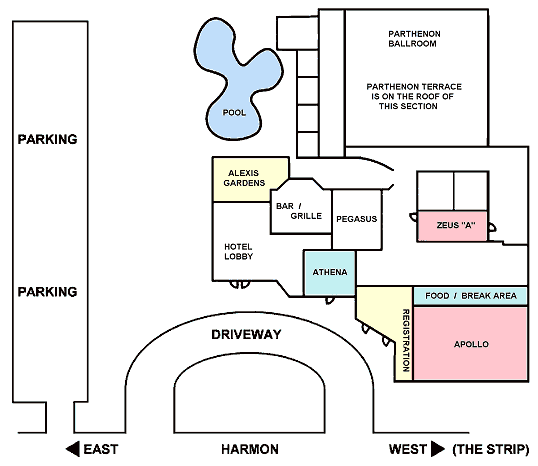 PARTHENON
BALLROOM
PARTHENON TERRACE
IS ON THE ROOF OF
THIS SECTION
POOL
PARKING
ALEXIS
GARDENS
BAR /
GRILLE
PEGASUS
ZEUS "A"
HOTEL
LOBBY
ATHENA
PARKING
FOOD / BREAK AREA
REGISTRATION
DRIVEWAY
APOLLO
EAST
HARMON
WEST
(THE STRIP)